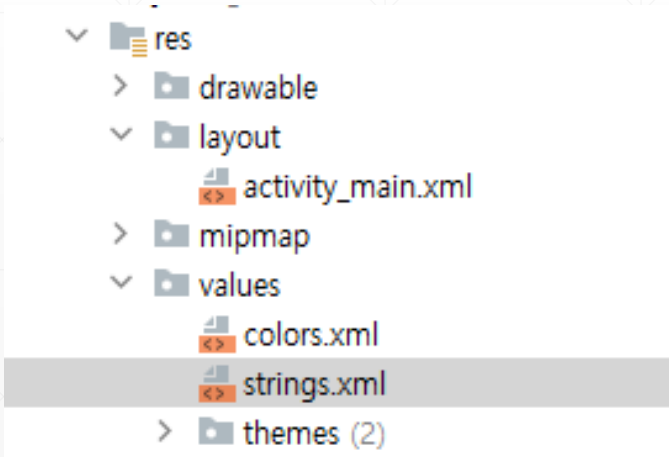 res
drawable
layout
activity_main.xml
mipmap
values
colors.xml
strings.xml
themes (2)